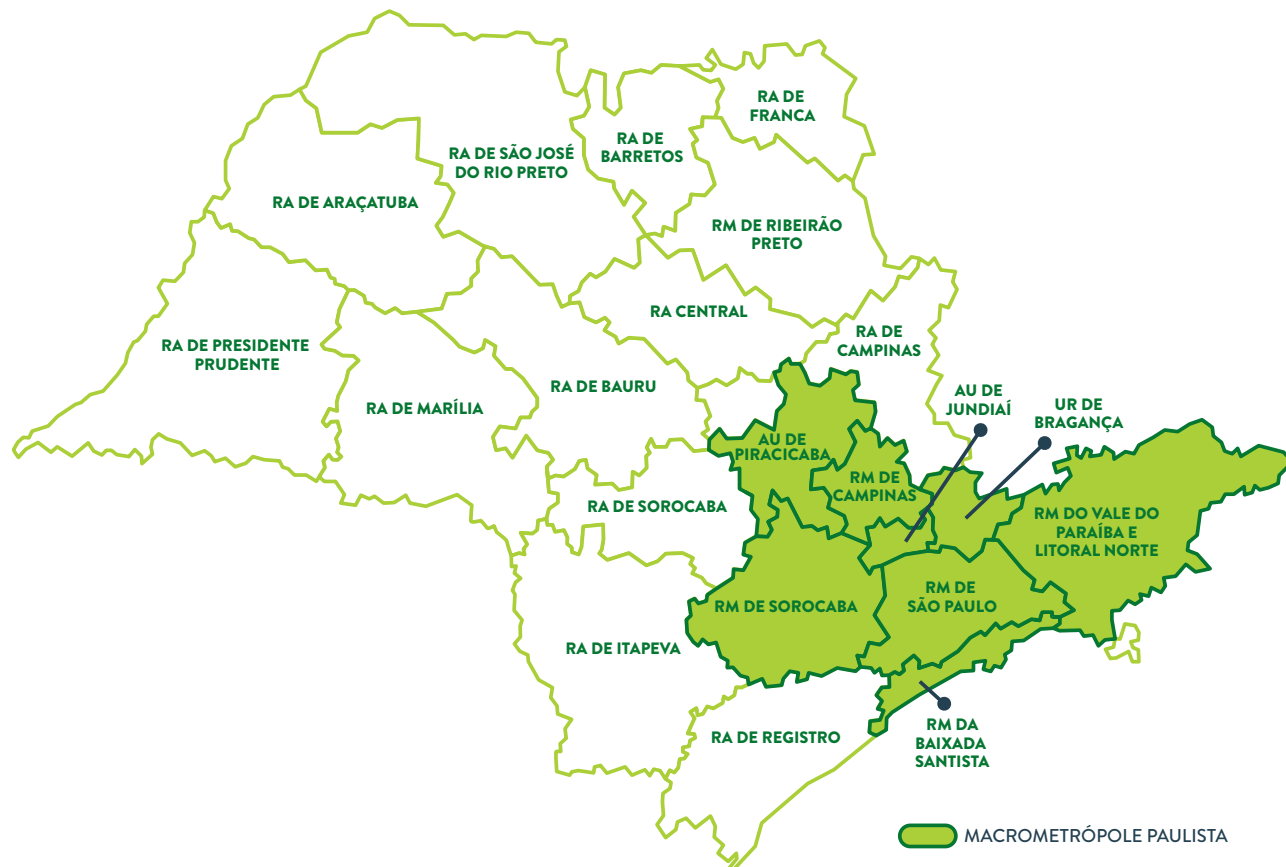 RA DE
FRANCA
RA DE
BARRETOS
RA DE SÃO JOSÉ
DO RIO PRETO
RA DE ARAÇATUBA
RM DE RIBEIRÃO
PRETO
RA CENTRAL
RA DE
CAMPINAS
RA DE PRESIDENTE
PRUDENTE
RA DE BAURU
RA DE MARÍLIA
AU DE
JUNDIAÍ
UR DE
BRAGANÇA
AU DE
PIRACICABA
RM DE
CAMPINAS
RA DE SOROCABA
RM DO VALE DO
PARAÍBA E
LITORAL NORTE
RM DE SOROCABA
RM DE
SÃO PAULO
RA DE ITAPEVA
RA DE REGISTRO
RM DA
BAIXADA
SANTISTA
MACROMETRÓPOLE PAULISTA